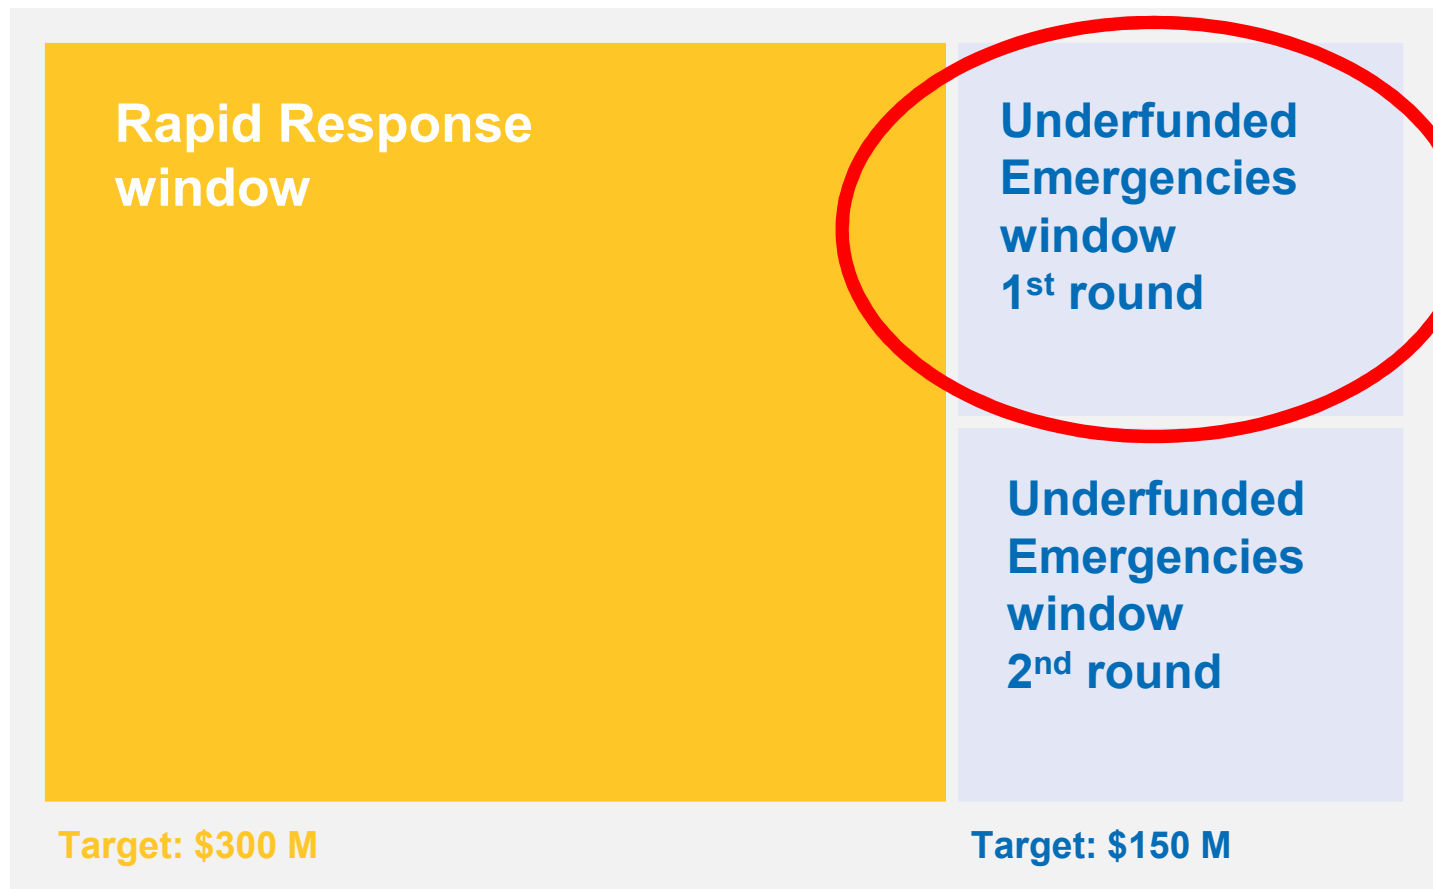 Rapid Response
window
Underfunded
Emergencies
window
1st round
Underfunded
Emergencies
window
2nd round
Target: $300 M
Target: $150 M